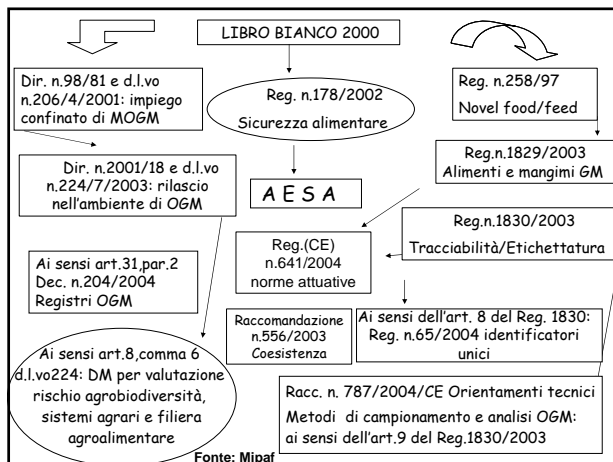 LIBRO BIANCO 2000
Dir. n.98/81 e d.l.vo
n.206/4/2001: impiego
confinato di MOGM
Reg. n.178/2002
Sicurezza alimentare
Reg. n.258/97
Novel food/feed
Dir. n.2001/18 e d.l.vo
n.224/7/2003: rilascio
nell'ambiente di OGM
A E S A
Reg.n.1829/2003
Alimenti e mangimi GM
Reg.n.1830/2003
Tracciabilità/Etichettatura
Reg.(CE)
n.641/2004
norme attuative
Ai sensi art.31,par.2
Dec. n.204/2004
Registri OGM
Raccomandazione
n.556/2003
Coesistenza
Ai sensi dell'art. 8 del Reg. 1830:
Reg. n.65/2004 identificatori
unici
Ai sensi art.8,comma 6
d.l.vo224: DM per valutazione
rischio agrobiodiversità,
sistemi agrari e filiera
agroalimentare
Racc. n. 787/2004/CE Orientamenti tecnici
Metodi di campionamento e analisi OGM:
ai sensi dell'art.9 del Reg.1830/2003
Fonte: Mipaf